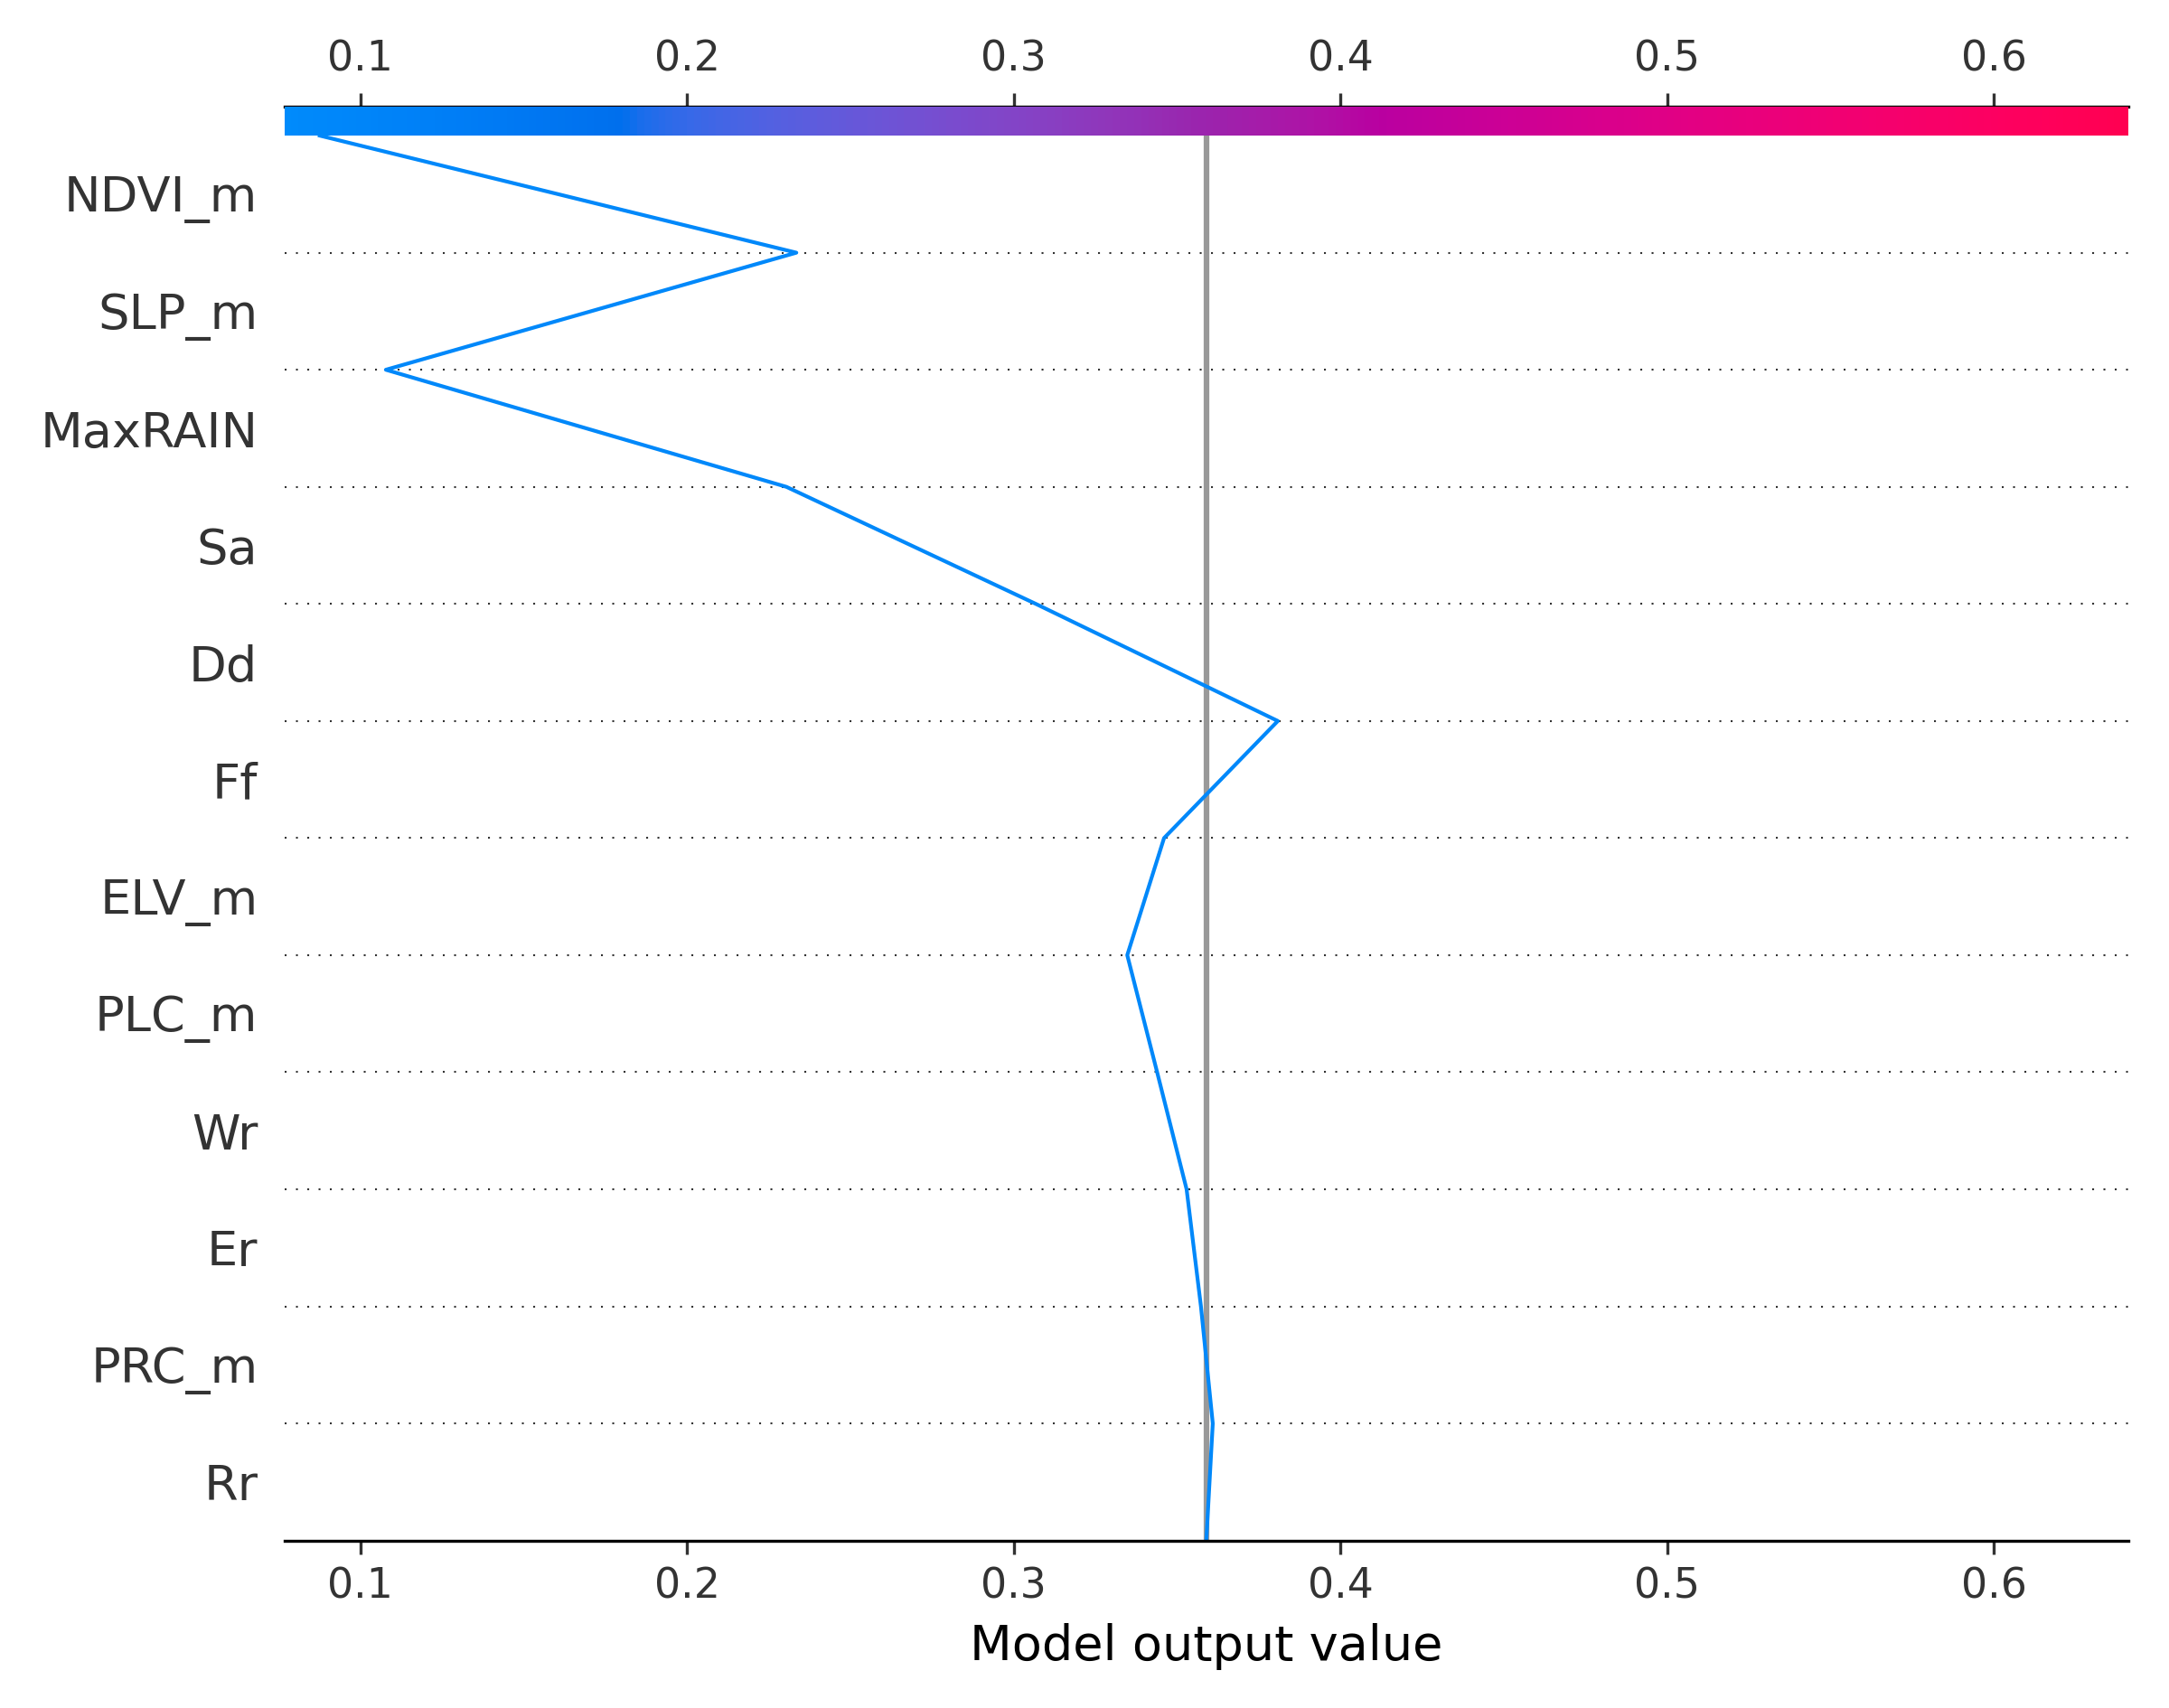 0.1 0.2 0.3 0.4 0.5 0.6
NDVI_m
SLP_m
MaxRAIN
Sa
Dd
Ff
ELV_m
PLC_m
Wr
Er
PRC_m
Rr
0.1 0.2 0.3 0.4 0.5 0.6
Model output value